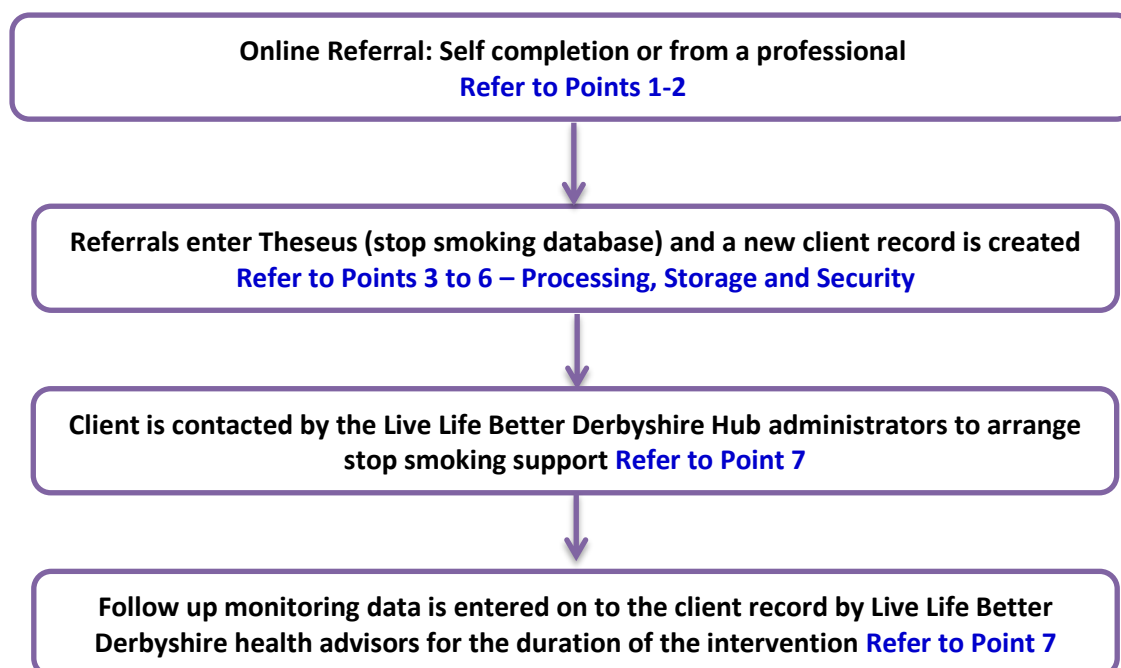 Online Referral: Self completion or from a professional
Refer to Points 1-2
Referrals enter Theseus (stop smoking database) and a new client record is created
Refer to Points 3 to 6 – Processing, Storage and Security
Client is contacted by the Live Life Better Derbyshire Hub administrators to arrange
stop smoking support Refer to Point 7
Follow up monitoring data is entered on to the client record by Live Life Better
Derbyshire health advisors for the duration of the intervention Refer to Point 7